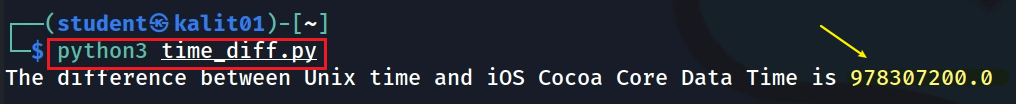 (student㉿kalit01)-[~]
$ python3 time_diff.py
The difference between Unix time and iOS Cocoa Core Data Time is 978307200.0